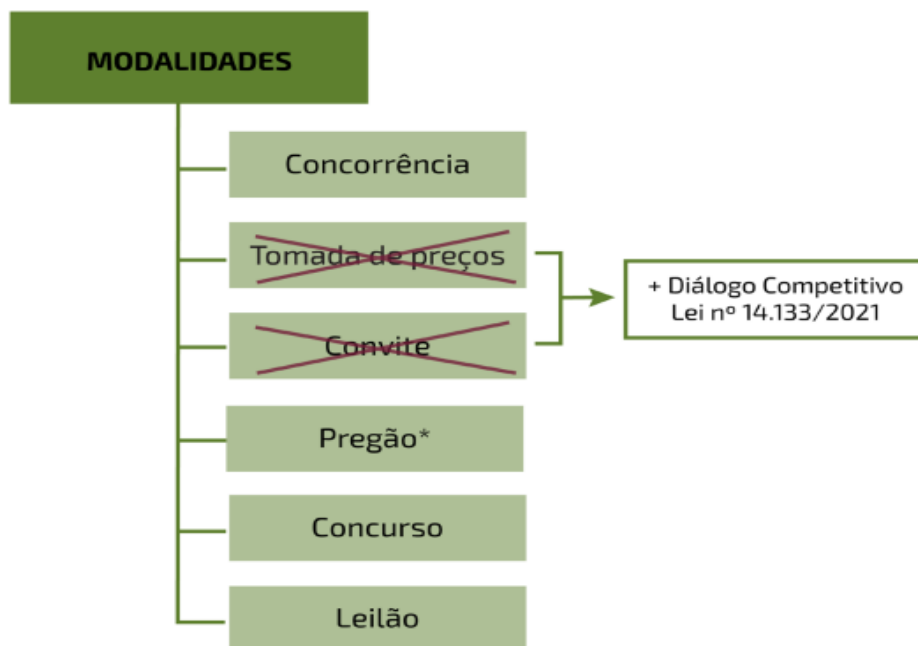 MODALIDADES
Concorrência
Tomada de preços
Convite
+ Diálogo Competitivo
Lei nº 14.133/2021
Pregão*
Concurso
Leilão